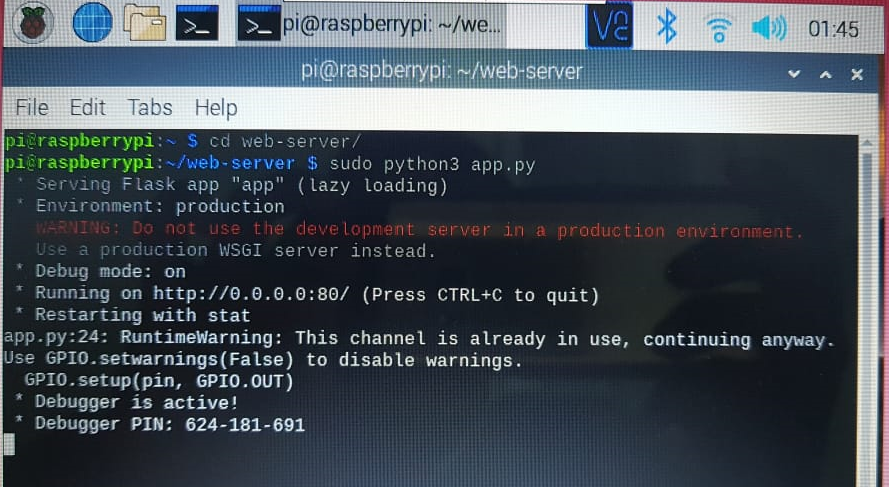 >_
>_ pi@raspberrypi: ~/we...
01:45
pi@raspberrypi: ~/web-server
File Edit Tabs Help
pi@raspberrypi:~ $ cd web-server/
pi@raspberrypi:~/web-server $ sudo python3 app.py
* Serving Flask app "app" (lazy loading)
* Environment: production
WARNING: Do not use the development server in a production environment.
Use a production WSGI server instead.
* Debug mode: on
* Running on http://0.0.0.0:80/ (Press CTRL+C to quit)
* Restarting with stat
app.py:24: RuntimeWarning: This channel is already in use, continuing anyway.
Use GPIO.setwarnings(False) to disable warnings.
GPIO.setup(pin, GPIO.OUT)
* Debugger is active!
* Debugger PIN: 624-181-691